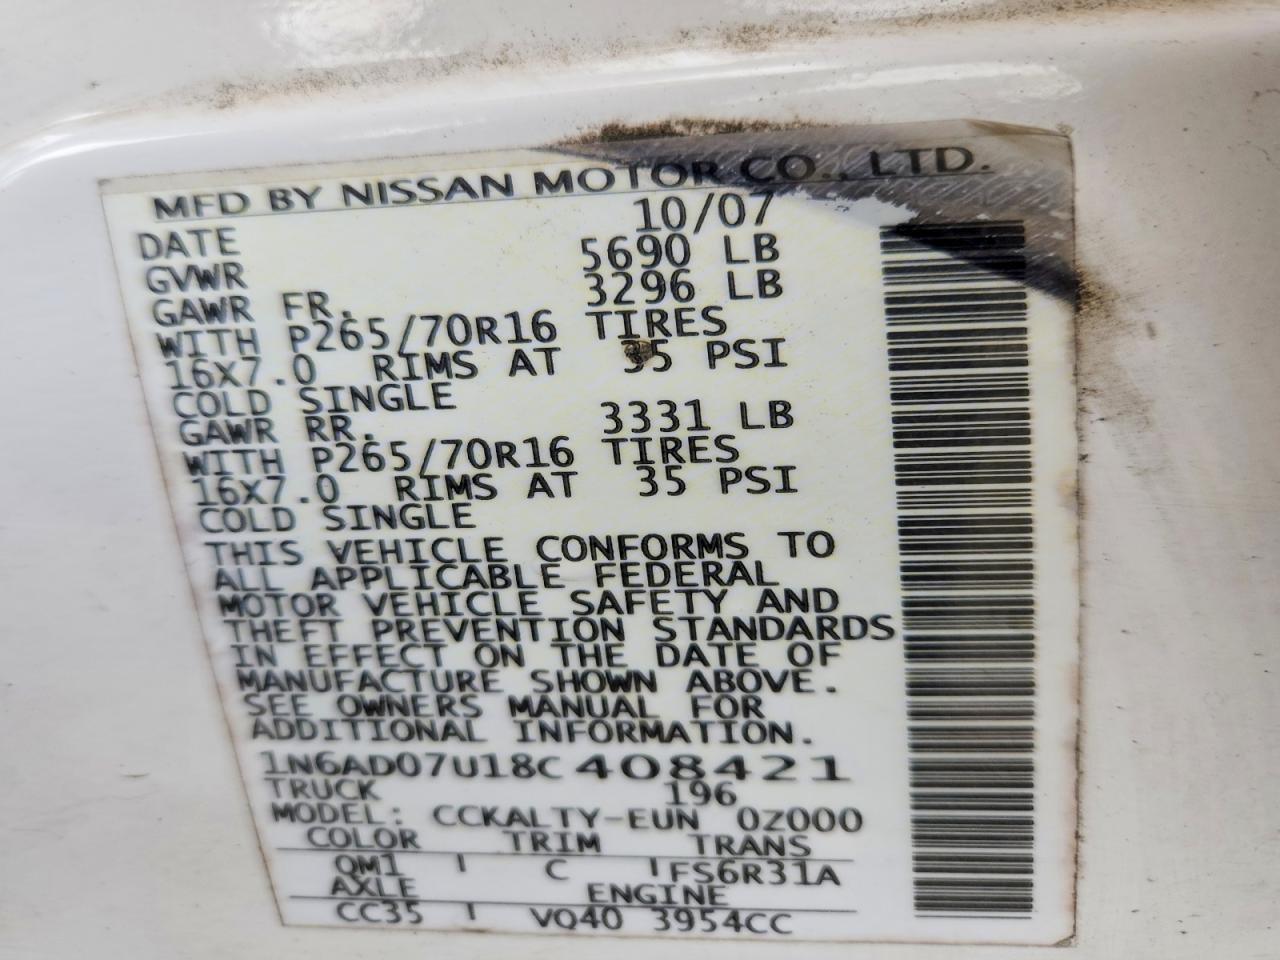 MFD BY NISSAN MOTOR CO., LTD.
DATE 10/07
GVWR 5690 LB
GAWR FR. 3296 LB
WITH P265/70R16 TIRES
16X7.0 RIMS AT 35 PSI
COLD SINGLE
GAWR RR. 3331 LB
WITH P265/70R16 TIRES
16X7.0 RIMS AT 35 PSI
COLD SINGLE
THIS VEHICLE CONFORMS TO
ALL APPLICABLE FEDERAL
MOTOR VEHICLE SAFETY AND
THEFT PREVENTION STANDARDS
IN EFFECT ON THE DATE OF
MANUFACTURE SHOWN ABOVE.
SEE OWNERS MANUAL FOR
ADDITIONAL INFORMATION.
1N6AD07U18C408421
TRUCK 196
MODEL: CCKALTY-EUN 0Z000
COLOR TRIM TRANS
QM1 C FS6R31A
AXLE ENGINE
CC35 VQ40 3954CC